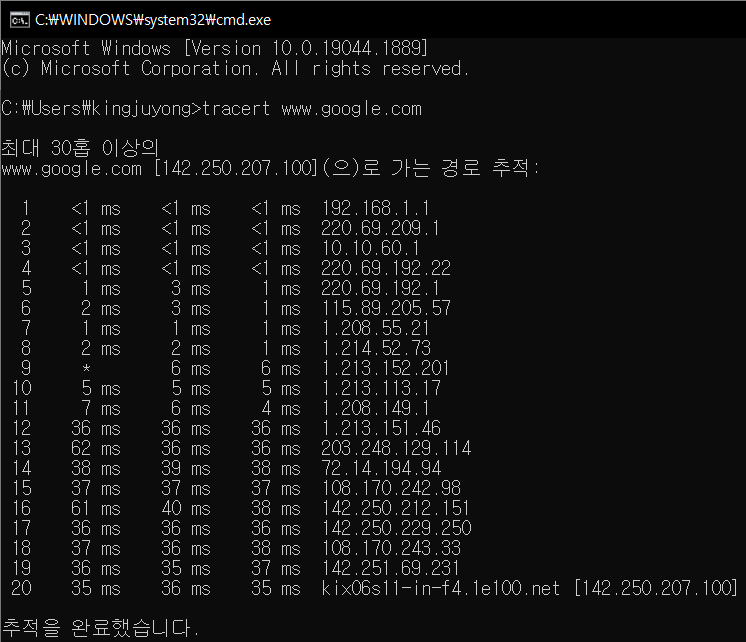 C:\WINDOWS\system32\cmd.exe
Microsoft Windows [Version 10.0.19044.1889]
(c) Microsoft Corporation. All rights reserved.
C:₩Users₩kingjuyong>tracert www.google.com
최대 30홉 이상의
www.google.com [142.250.207.100](으)로 가는 경로 추적:
1 <1 ms <1 ms <1 ms 192.168.1.1
2 <1 ms <1 ms <1 ms 220.69.209.1
3 <1 ms <1 ms <1 ms 10.10.60.1
4 <1 ms <1 ms <1 ms 220.69.192.22
5 1 ms 3 ms 1 ms 220.69.192.1
6 2 ms 3 ms 1 ms 115.89.205.57
7 1 ms 1 ms 1 ms 1.208.55.21
8 2 ms 2 ms 1 ms 1.214.52.73
9 * 6 ms 6 ms 1.213.152.201
10 5 ms 5 ms 5 ms 1.213.113.17
11 7 ms 6 ms 4 ms 1.208.149.1
12 36 ms 36 ms 36 ms 1.213.151.46
13 62 ms 36 ms 36 ms 203.248.129.114
14 38 ms 39 ms 38 ms 72.14.194.94
15 37 ms 37 ms 37 ms 108.170.242.98
16 61 ms 40 ms 38 ms 142.250.212.151
17 36 ms 36 ms 36 ms 142.250.229.250
18 37 ms 36 ms 38 ms 108.170.243.33
19 36 ms 35 ms 37 ms 142.251.69.231
20 35 ms 36 ms 35 ms kix06s11-in-f4.1e100.net [142.250.207.100]
추적을 완료했습니다.